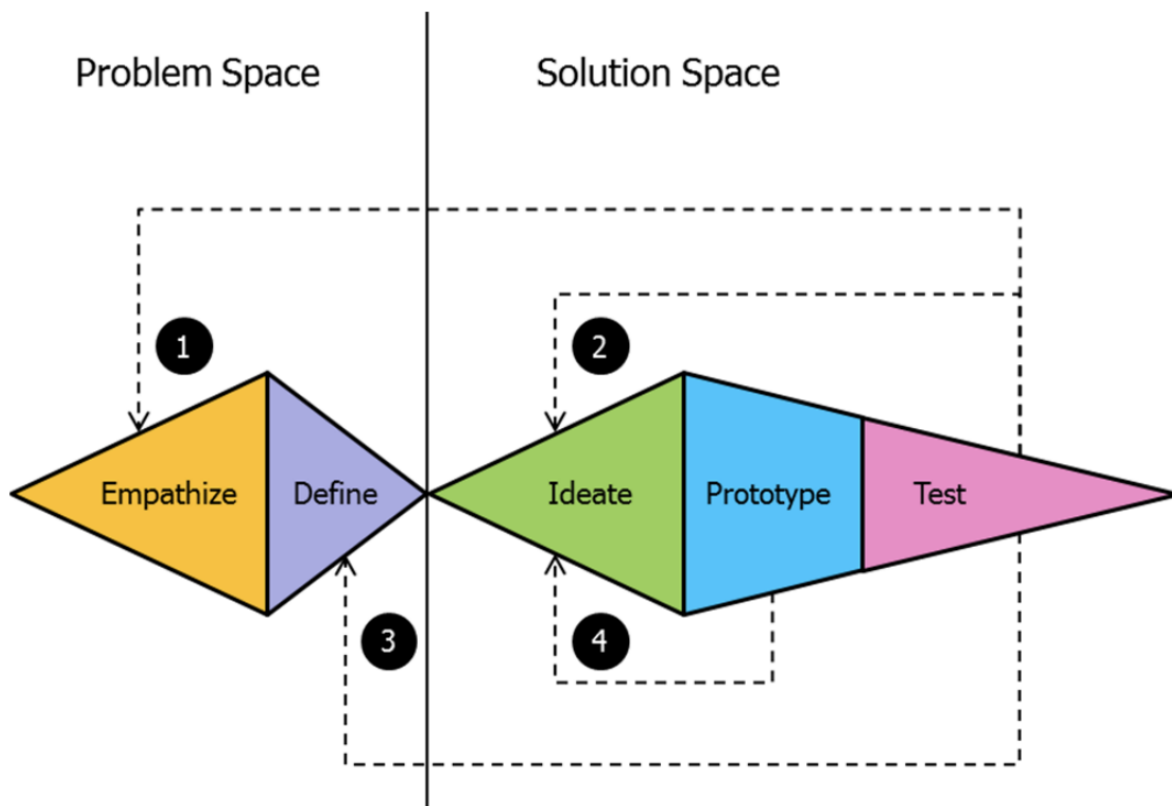 Problem Space
Solution Space
1
2
Empathize
Define
Ideate
Prototype
Test
3
4